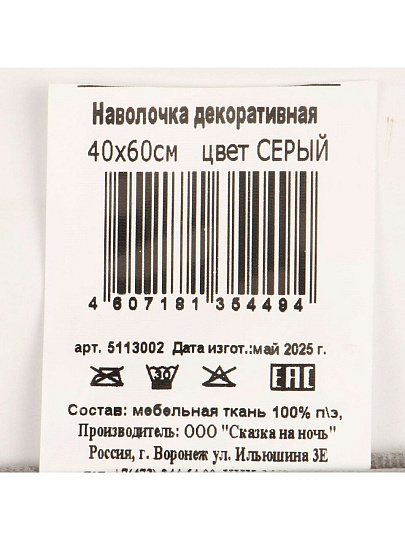 Наволочка декоративная
40х60см цвет СЕРЫЙ
4 607181 354494
арт. 5113002 Дата изгот.:май 2025 г.
30 ЕАС
Состав: мебельная ткань 100% п\э,
Производитель: ООО "Сказка на ночь"
Россия, г. Воронеж ул. Ильюшина 3Е